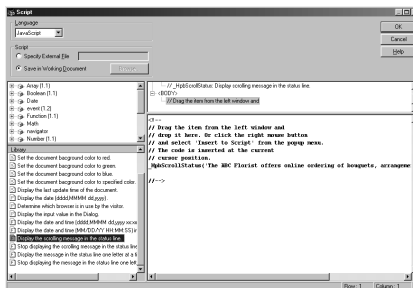 Script
Language
JavaScript
Script
Specify External File
Save in Working Document
Browse...
OK
Cancel
Help
Array (1.1)
Boolean (1.1)
Date
event (1.2)
Function (1.1)
Math
navigator
Number (1.1)
// _HpbScrollStatus: Display scrolling message in the status line.
<BODY>
// Drag the item from the left window and
Library
Set the document background color to red.
Set the document background color to green.
Set the document background color to blue.
Set the document background color to specified color.
Display the last update time of the document.
Display the date (dddd,MMMM dd,yyyy).
Determine which browser is in use by the visitor.
Display the input value in the Dialog.
Display the date and time (dddd,MMMM dd,yyyy
Display the date and time (MM/DD/YY HH:MM:SS)
Display the scrolling message in the status line.
Stop displaying the scrolling message in the status line
Display the message in the status line one letter at a
Stop displaying the message in the status line one
<!--
// Drag the item from the left window and
// drop it here. Or click the right mouse button
// and select 'Insert to Script' from the popup menu.
// The code is inserted at the current
// cursor position.
_HpbScrollStatus('The ABC Florist offers online ordering of bouquets, arrangeme
//-->
Row: 1
Column: 1